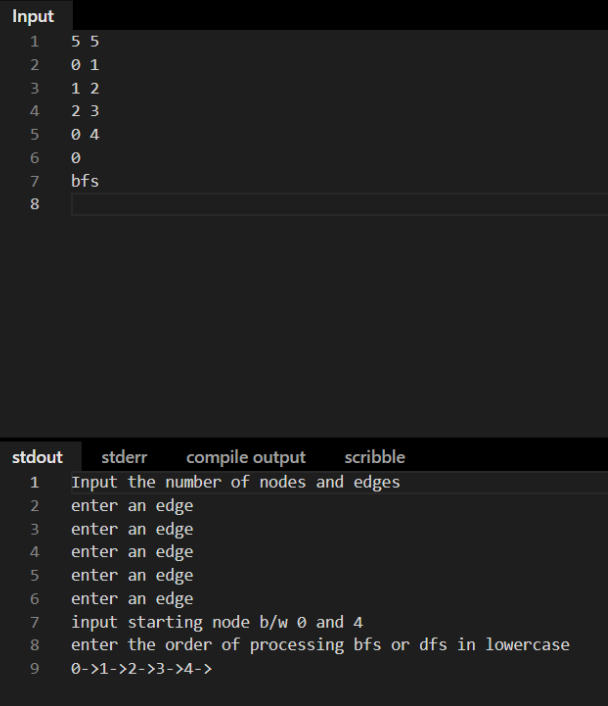 Input
1 5 5
2 0 1
3 1 2
4 2 3
5 0 4
6 0
7 bfs
8
stdout stderr compile output scribble
1 Input the number of nodes and edges
2 enter an edge
3 enter an edge
4 enter an edge
5 enter an edge
6 enter an edge
7 input starting node b/w 0 and 4
8 enter the order of processing bfs or dfs in lowercase
9 0->1->2->3->4->